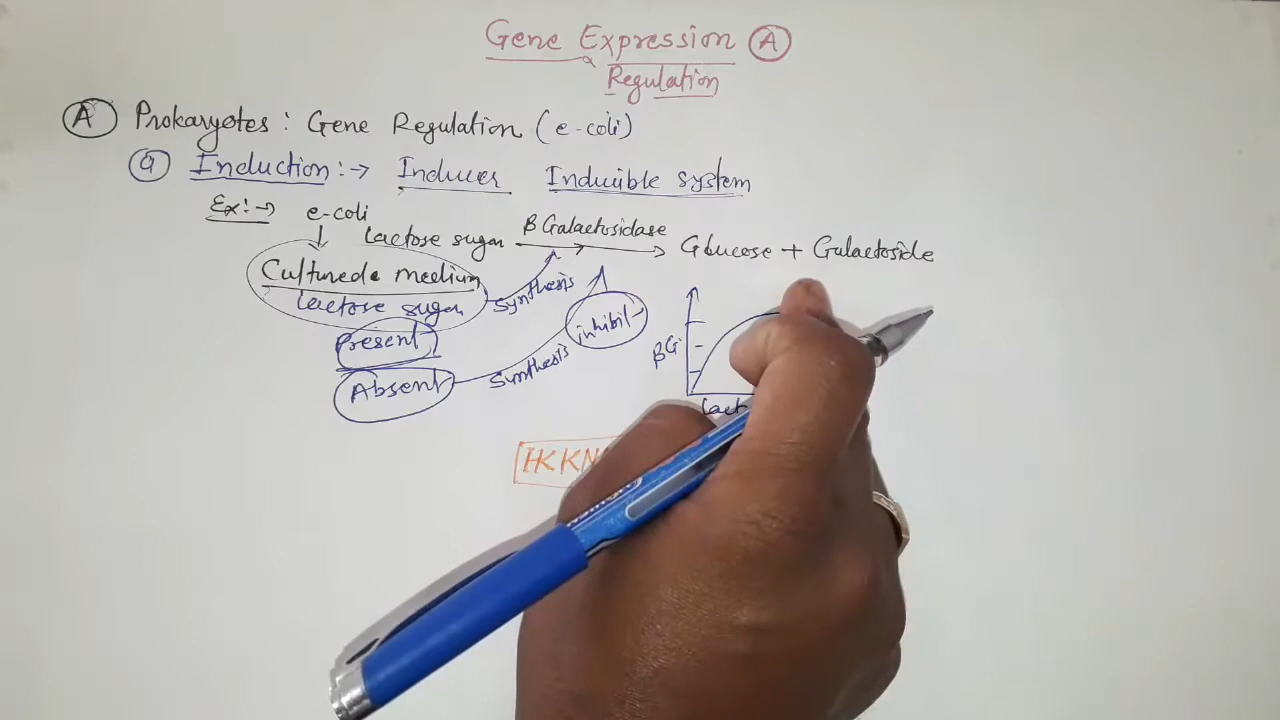 Gene Expression (A)
Regulation
(A) Prokaryotes : Gene Regulation (e-coli)
(a) Induction :→ Inducer Inducible system
Ex :→ e-coli
Lactose sugar β Galactosidase Glucose + Galactoside
Cultured medium
Lactose sugar
Synthesis
Present
inhibit
Absent
Synthesis
βG
Lact